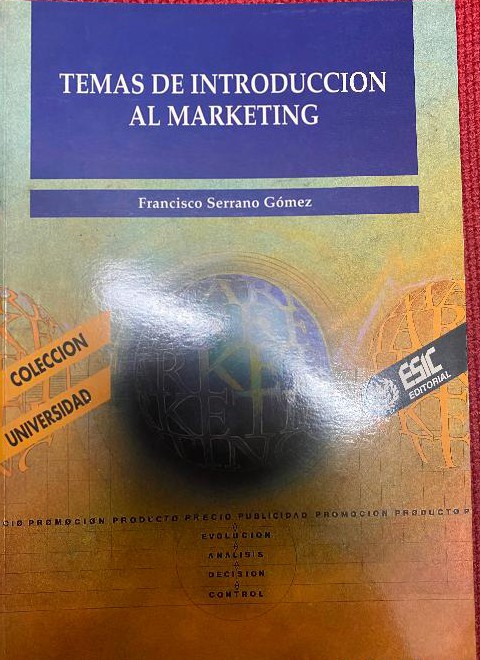 TEMAS DE INTRODUCCION
AL MARKETING
Francisco Serrano Gómez
COLECCION
UNIVERSIDAD
ESIC
EDITORIAL
CIO PROMOCION PRODUCTO PRECIO PUBLICIDAD PROMOCION PRODUCTO P
EVOLUCION
ANALISIS
DECISION
CONTROL